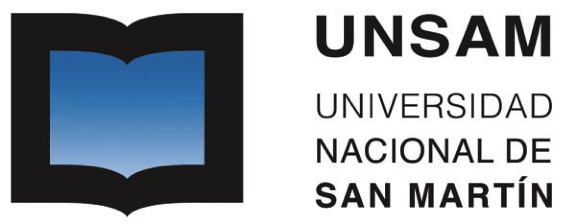 UNSAM
UNIVERSIDAD
NACIONAL DE
SAN MARTÍN